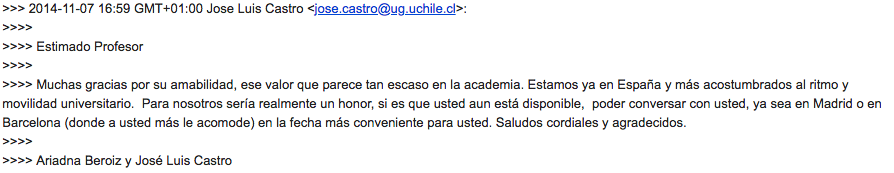 >>> 2014-11-07 16:59 GMT+01:00 Jose Luis Castro <jose.castro@ug.uchile.cl>:
>>>>
>>>> Estimado Profesor
>>>>
>>>> Muchas gracias por su amabilidad, ese valor que parece tan escaso en la academia. Estamos ya en España y más acostumbrados al ritmo y
movilidad universitario.  Para nosotros sería realmente un honor, si es que usted aun está disponible,  poder conversar con usted, ya sea en Madrid o en
Barcelona (donde a usted más le acomode) en la fecha más conveniente para usted. Saludos cordiales y agradecidos.
>>>>
>>>> Ariadna Beroiz y José Luis Castro